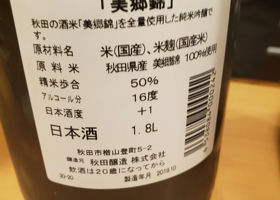 「美郷錦」
秋田の酒米「美郷錦」を全量使用した純米吟醸で
す。
原材料名 米(国産)、米麹(国産米)
原料米 秋田県産 美郷錦 100%使用
精米歩合 50%
アルコール分 16度
日本酒度 +1
日本酒 1.8L
秋田市楢山登町5-2
醸造元 秋田醸造 株式会社
飲酒は20歳になってから
30-20 製造年月 2018.10